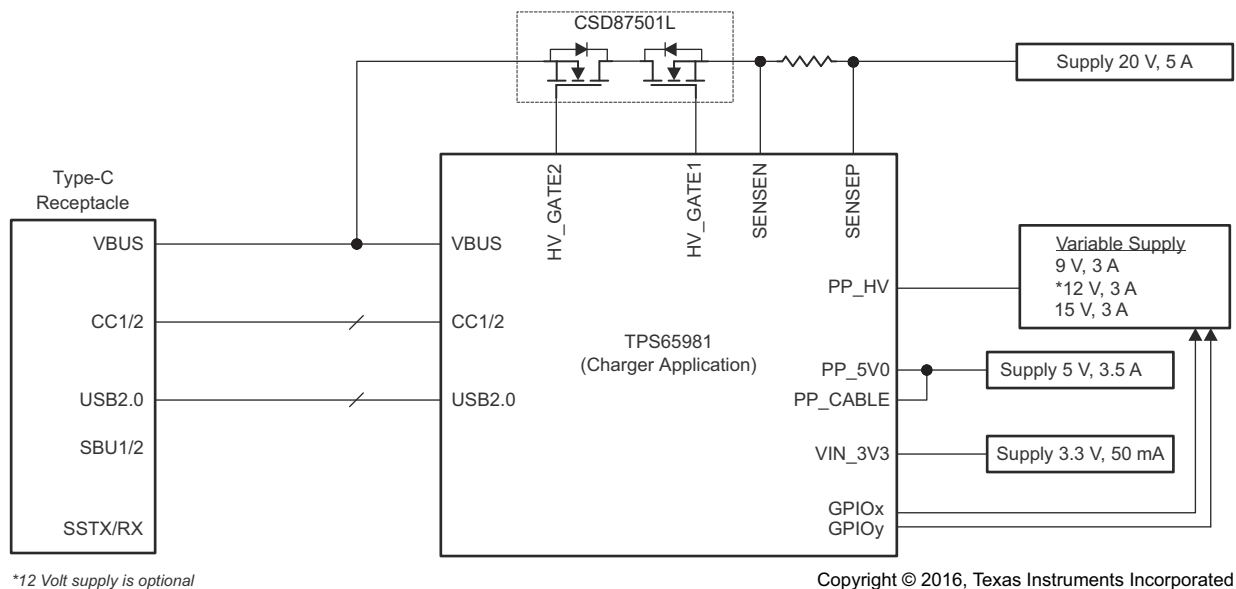 CSD87501L
Supply 20 V, 5 A
HV_GATE2
HV_GATE1
SENSEN
SENSEP
Type-C
Receptacle
VBUS
VBUS
Variable Supply
9 V, 3 A
*12 V, 3 A
15 V, 3 A
PP_HV
CC1/2
CC1/2
TPS65981
(Charger Application)
PP_5V0
Supply 5 V, 3.5 A
USB2.0
USB2.0
PP_CABLE
SBU1/2
VIN_3V3
Supply 3.3 V, 50 mA
GPIOx
SSTX/RX
GPIOy
*12 Volt supply is optional
Copyright © 2016, Texas Instruments Incorporated